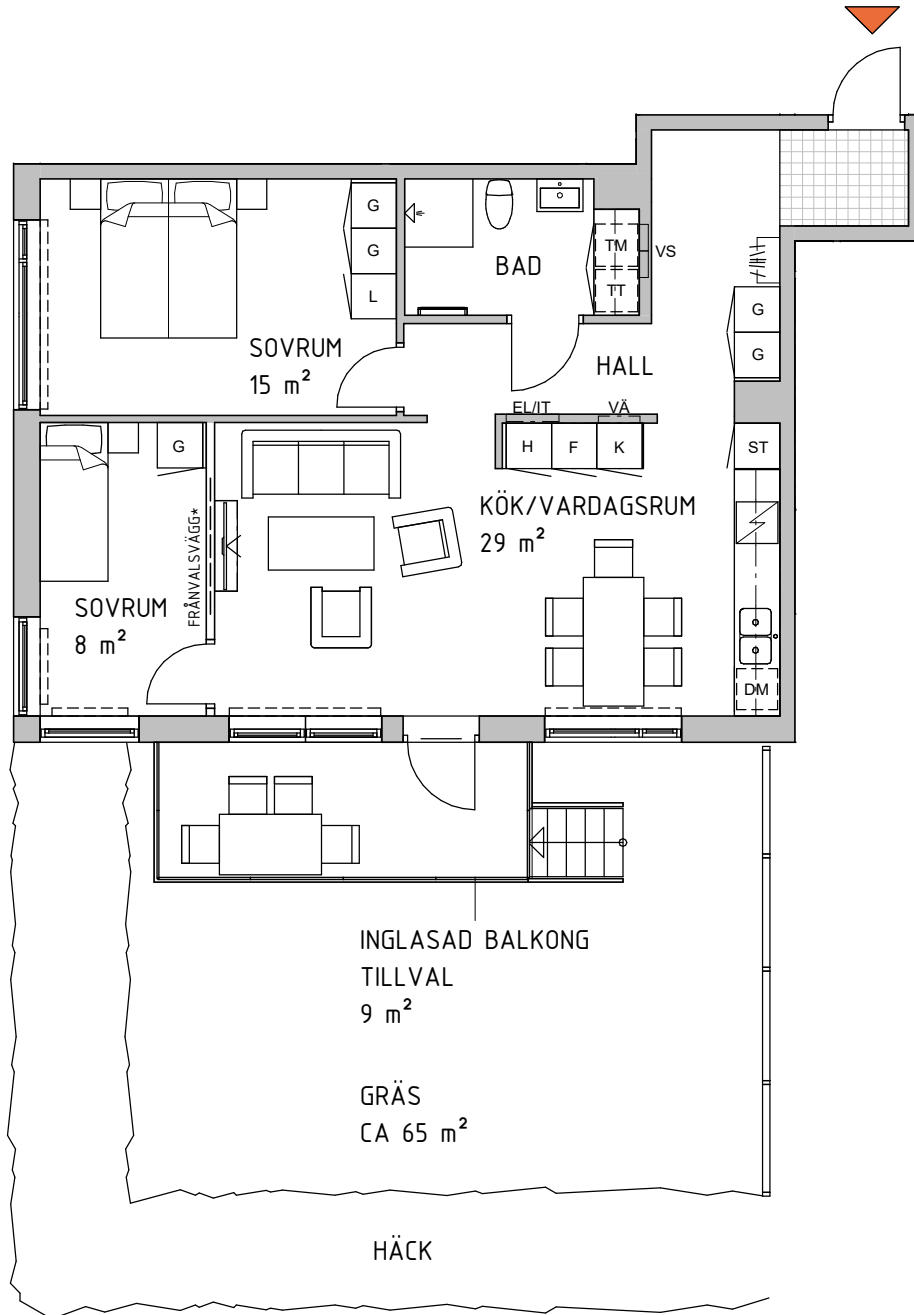 G
G
L
SOVRUM
15 m²
BAD
TM
TT
VS
G
G
HALL
EL/IT
VÄ
H
F
K
ST
G
FRÅNVALSVÄGG*
KÖK/VARDAGSRUM
29 m²
SOVRUM
8 m²
DM
INGLASAD BALKONG
TILLVAL
9 m²
GRÄS
CA 65 m²
HÄCK